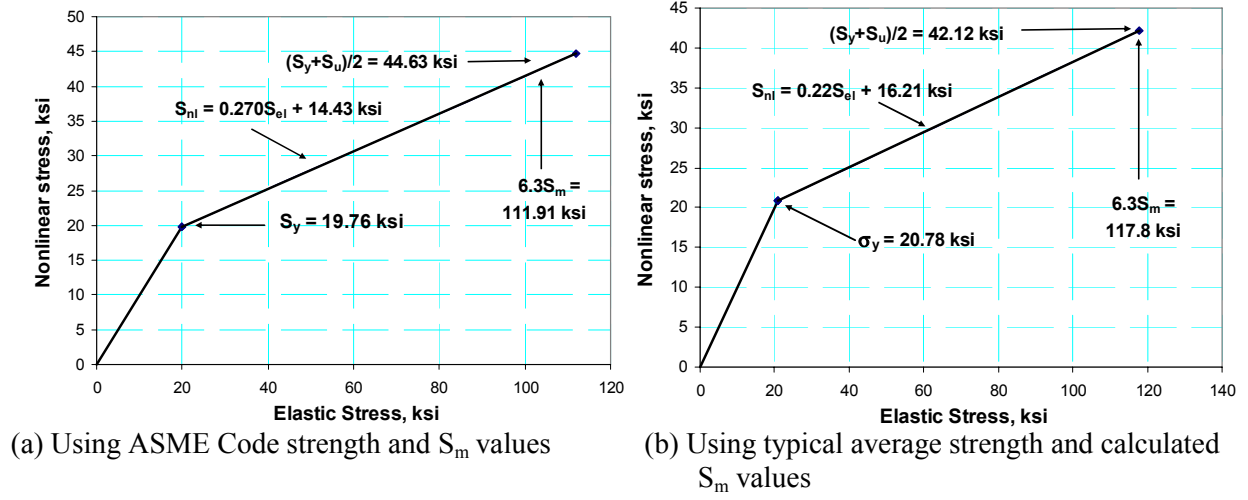 50
45
40
35
30
25
20
15
10
5
0
Nonlinear stress, ksi
(Sy+Su)/2 = 44.63 ksi
Snl = 0.270Sel + 14.43 ksi
6.3Sm =
111.91 ksi
Sy = 19.76 ksi
0 20 40 60 80 100 120
Elastic Stress, ksi
(a) Using ASME Code strength and Sm values
45
40
35
30
25
20
15
10
5
0
Nonlinear stress, ksi
(Sy+Su)/2 = 42.12 ksi
Snl = 0.22Sel + 16.21 ksi
6.3Sm =
117.8 ksi
σy = 20.78 ksi
0 20 40 60 80 100 120 140
Elastic Stress, ksi
(b) Using typical average strength and calculated
Sm values